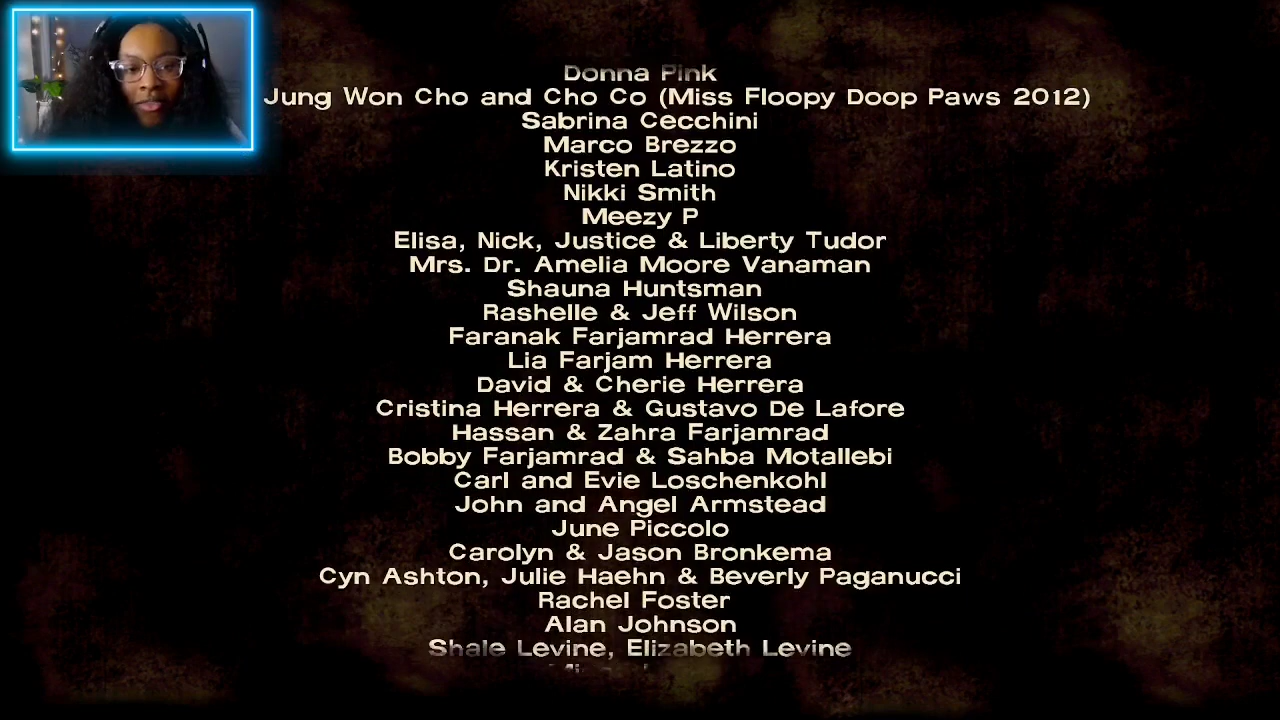 Donna Pink
Jung Won Cho and Cho Co (Miss Floopy Doop Paws 2012)
Sabrina Cecchini
Marco Brezzo
Kristen Latino
Nikki Smith
Meezy P
Elisa, Nick, Justice & Liberty Tudor
Mrs. Dr. Amelia Moore Vanaman
Shauna Huntsman
Rashelle & Jeff Wilson
Faranak Farjamrad Herrera
Lia Farjam Herrera
David & Cherie Herrera
Cristina Herrera & Gustavo De Lafore
Hassan & Zahra Farjamrad
Bobby Farjamrad & Sahba Motallebi
Carl and Evie Loschenkohl
John and Angel Armstead
June Piccolo
Carolyn & Jason Bronkema
Cyn Ashton, Julie Haehn & Beverly Paganucci
Rachel Foster
Alan Johnson
Shale Levine, Elizabeth Levine